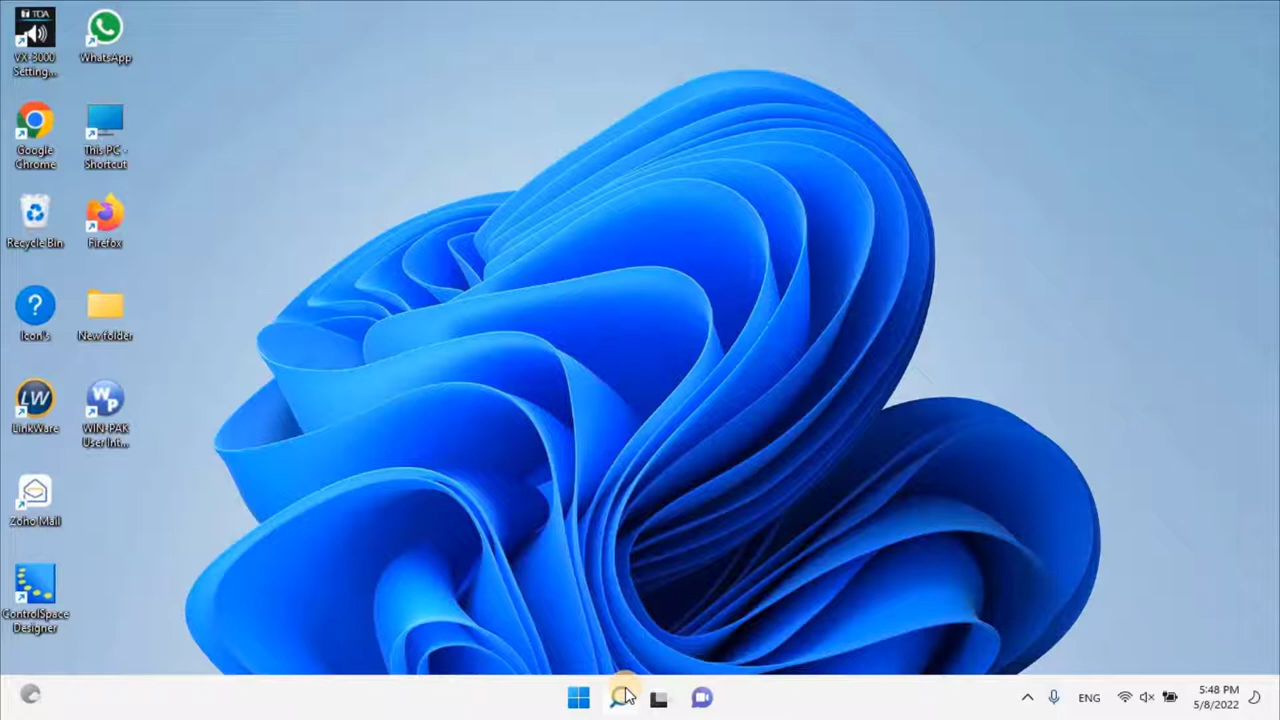 TOA
VX-3000
Setting...
WhatsApp
Google
Chrome
This PC -
Shortcut
Recycle Bin
Firefox
?
Icon's
New folder
LW
LinkWare
WP
WIN-PAK
User Int...
Zoho Mail
ControlSpace
Designer
ENG
5:48 PM
5/8/2022